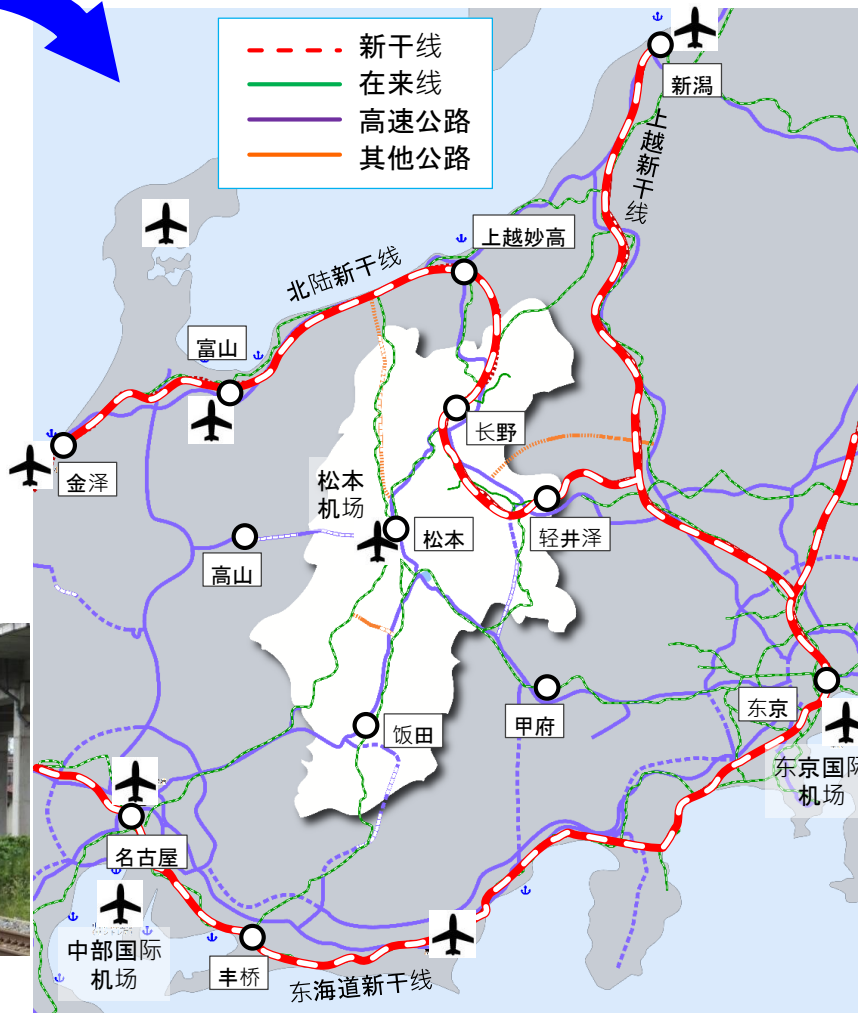 新干线
在来线
高速公路
其他公路
新潟
上越新干线
上越妙高
北陆新干线
富山
长野
金泽
松本
机场
松本
轻井泽
高山
甲府
东京
饭田
东京国际
机场
名古屋
中部国际
机场
丰桥
东海道新干线